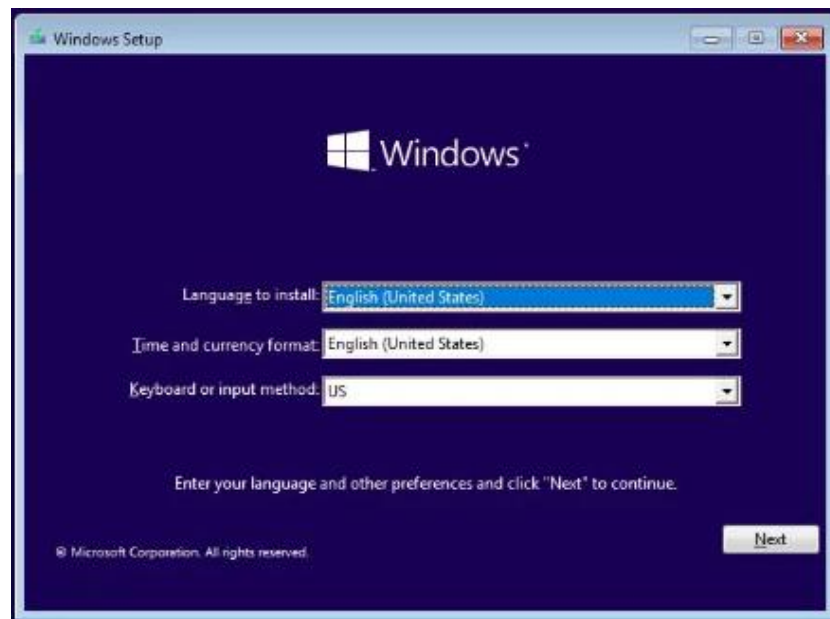 Windows Setup
Windows
Language to install: English (United States)
Time and currency format: English (United States)
Keyboard or input method: US
Enter your language and other preferences and click "Next" to continue.
Next
© Microsoft Corporation. All rights reserved.